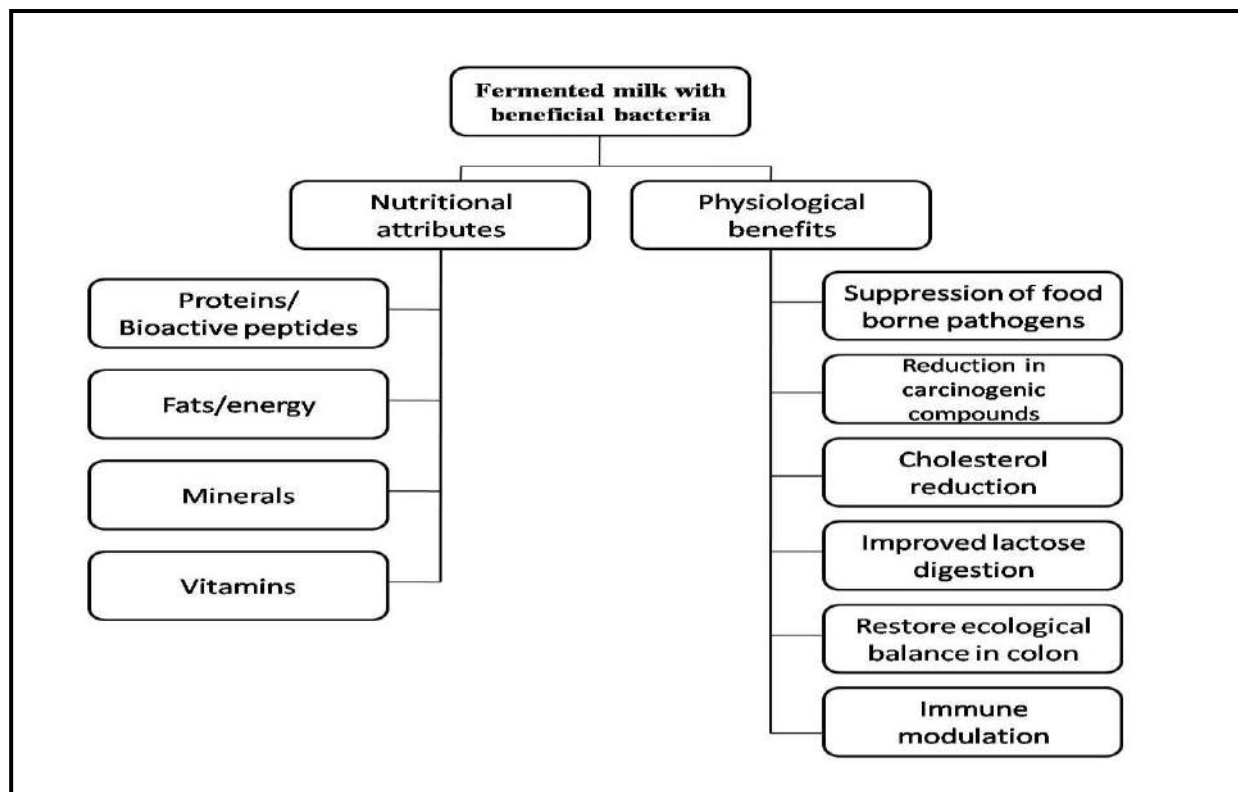 Fermented milk with
beneficial bacteria
Nutritional
attributes
Physiological
benefits
Proteins/
Bioactive peptides
Fats/energy
Minerals
Vitamins
Suppression of food
borne pathogens
Reduction in
carcinogenic
compounds
Cholesterol
reduction
Improved lactose
digestion
Restore ecological
balance in colon
Immune
modulation